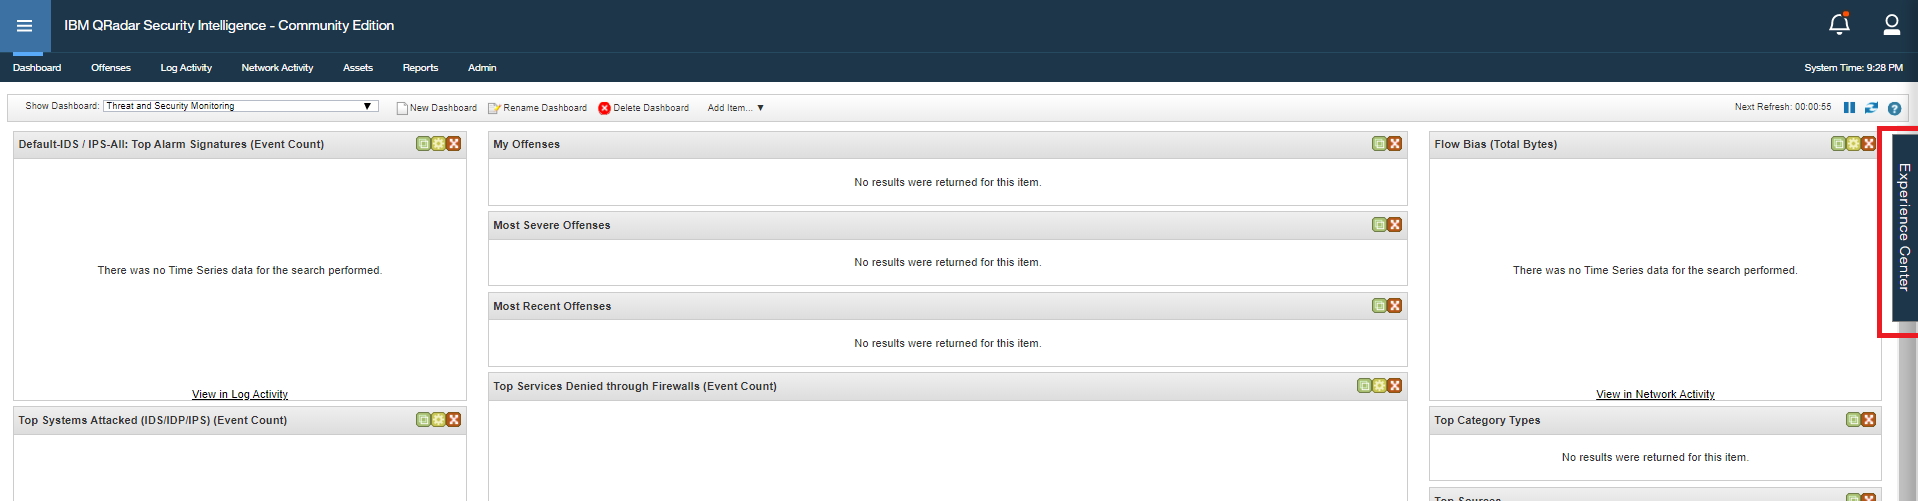 IBM QRadar Security Intelligence - Community Edition
Dashboard Offenses Log Activity Network Activity Assets Reports Admin System Time: 9:28 PM
Show Dashboard: Threat and Security Monitoring New Dashboard Rename Dashboard Delete Dashboard Add Item... Next Refresh: 00:00:55
Default-IDS / IPS-All: Top Alarm Signatures (Event Count)
There was no Time Series data for the search performed.
View in Log Activity
Top Systems Attacked (IDS/IDP/IPS) (Event Count)
My Offenses
No results were returned for this item.
Most Severe Offenses
No results were returned for this item.
Most Recent Offenses
No results were returned for this item.
Top Services Denied through Firewalls (Event Count)
Flow Bias (Total Bytes)
There was no Time Series data for the search performed.
View in Network Activity
Top Category Types
No results were returned for this item.
Top Sources
Experience Center